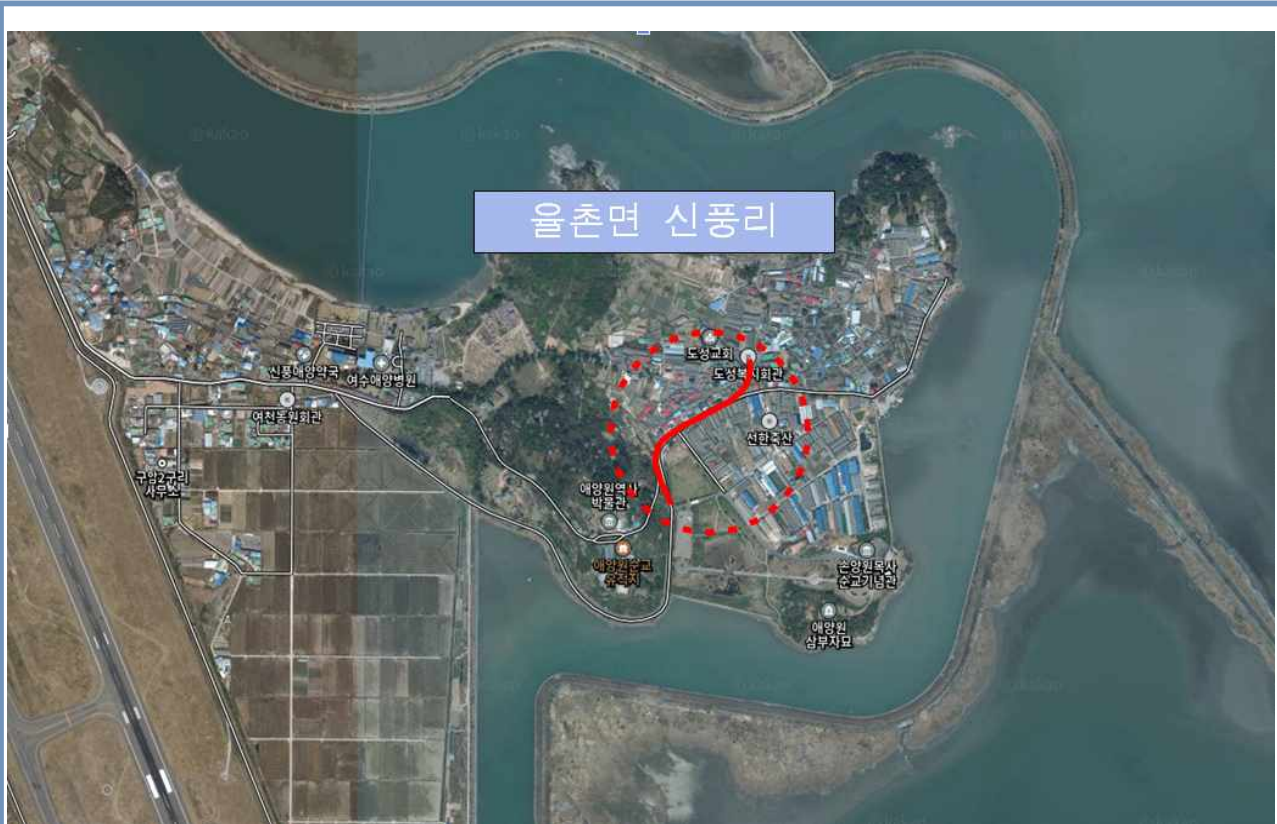 율촌면 신풍리
도성교회
도성복지회관
신풍애양약국
여수애양병원
여천농원회관
선한축산
구암2구리
사무소
애양원역사
박물관
애양원순교
유적지
손양원목사
순교기념관
애양원
삼부자묘
kakao